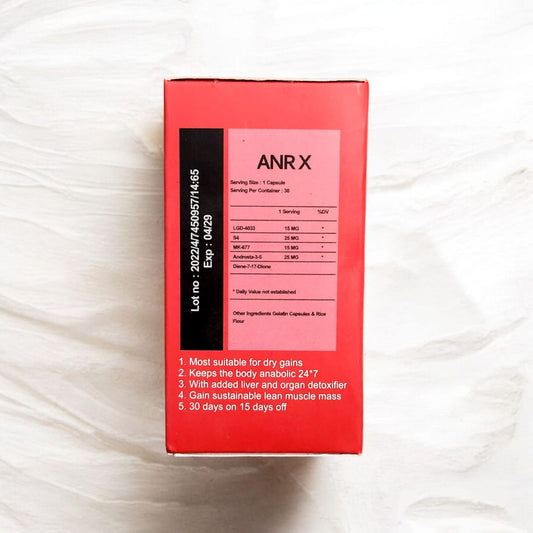 ANR X
Serving Size : 1 Capsule
Serving Per Container : 30
1 Serving %DV
LGD-4033 15 MG *
S4 25 MG *
MK-677 15 MG *
Androsta-3-5 25 MG *
Diene-7-17-Dione
* Daily Value not established
Other Ingredients Gelatin Capsules & Rice
Flour
Lot no : 2022/4/7450957/14:65
Exp : 04/29
1. Most suitable for dry gains
2. Keeps the body anabolic 24*7
3. With added liver and organ detoxifier
4. Gain sustainable lean muscle mass
5. 30 days on 15 days off